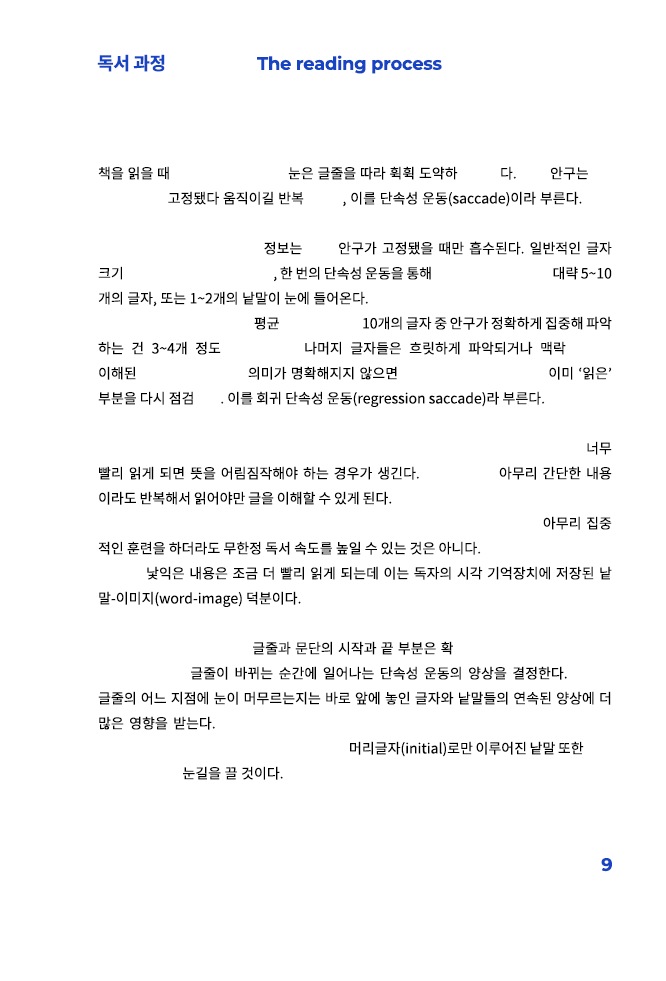 독서 과정 The reading process
책을 읽을 때 눈은 글줄을 따라 획획 도약하 다. 안구는
고정됐다 움직이길 반복 , 이를 단속성 운동(saccade)이라 부른다.
정보는 안구가 고정됐을 때만 흡수된다. 일반적인 글자
크기 , 한 번의 단속성 운동을 통해 대략 5~10
개의 글자, 또는 1~2개의 낱말이 눈에 들어온다.
평균 10개의 글자 중 안구가 정확하게 집중해 파악
하는 건 3~4개 정도 나머지 글자들은 흐릿하게 파악되거나 맥락
이해된 의미가 명확해지지 않으면 이미 ‘읽은’
부분을 다시 점검 . 이를 회귀 단속성 운동(regression saccade)라 부른다.
너무
빨리 읽게 되면 뜻을 어림짐작해야 하는 경우가 생긴다. 아무리 간단한 내용
이라도 반복해서 읽어야만 글을 이해할 수 있게 된다.
아무리 집중
적인 훈련을 하더라도 무한정 독서 속도를 높일 수 있는 것은 아니다.
낯익은 내용은 조금 더 빨리 읽게 되는데 이는 독자의 시각 기억장치에 저장된 낱
말-이미지(word-image) 덕분이다.
글줄과 문단의 시작과 끝 부분은 확
글줄이 바뀌는 순간에 일어나는 단속성 운동의 양상을 결정한다.
글줄의 어느 지점에 눈이 머무르는지는 바로 앞에 놓인 글자와 낱말들의 연속된 양상에 더
많은 영향을 받는다.
머리글자(initial)로만 이루어진 낱말 또한
눈길을 끌 것이다.
9